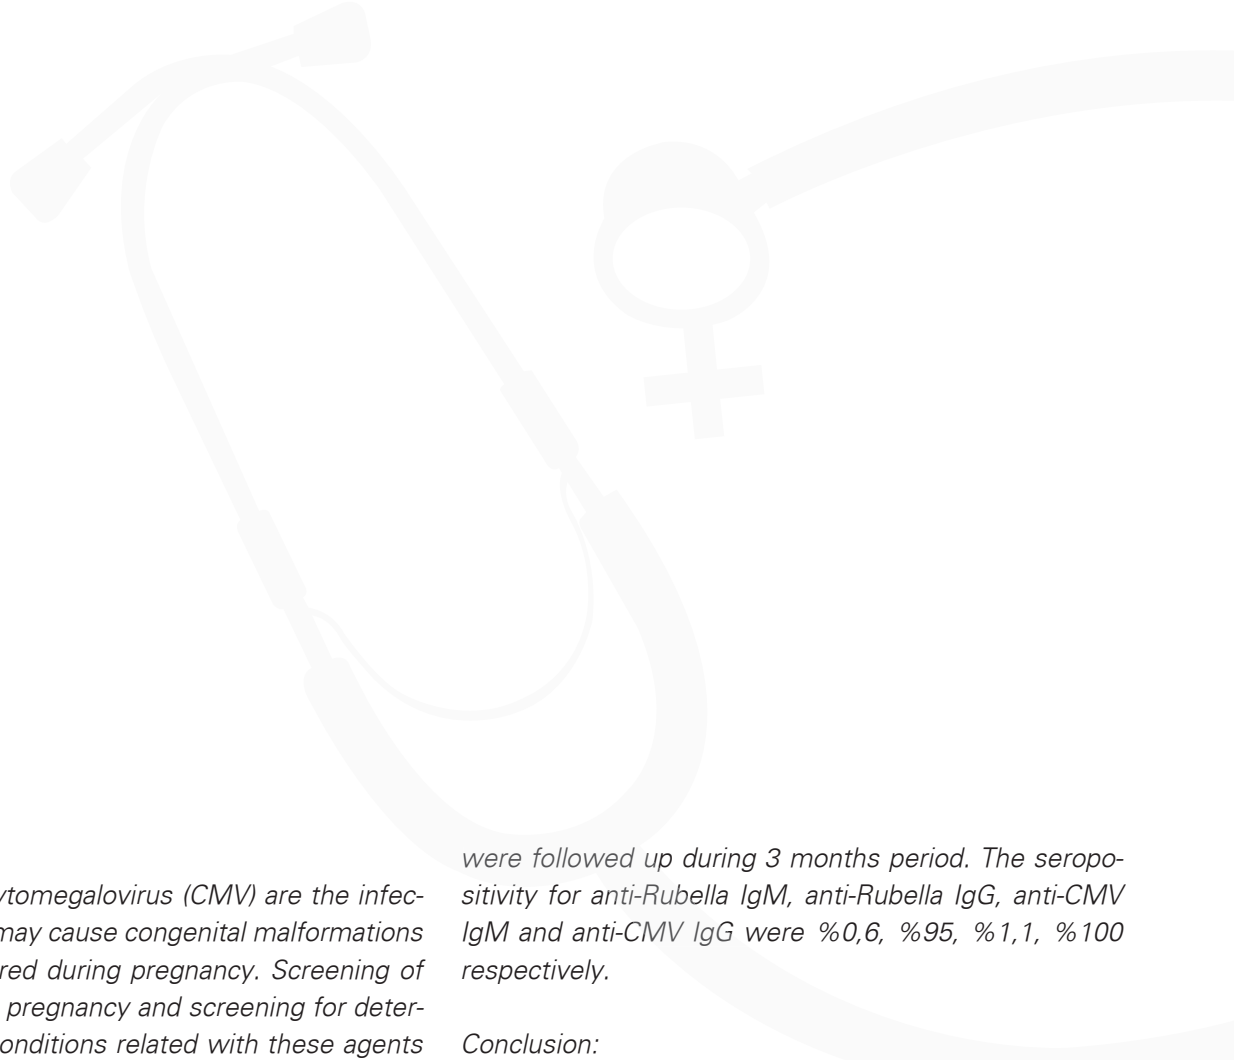 ytomegalovirus (CMV) are the infec-
may cause congenital malformations
red during pregnancy. Screening of
pregnancy and screening for deter-
onditions related with these agents
were followed up during 3 months period. The seropo-
sitivity for anti-Rubella IgM, anti-Rubella IgG, anti-CMV
IgM and anti-CMV IgG were %0,6, %95, %1,1, %100
respectively.
Conclusion: